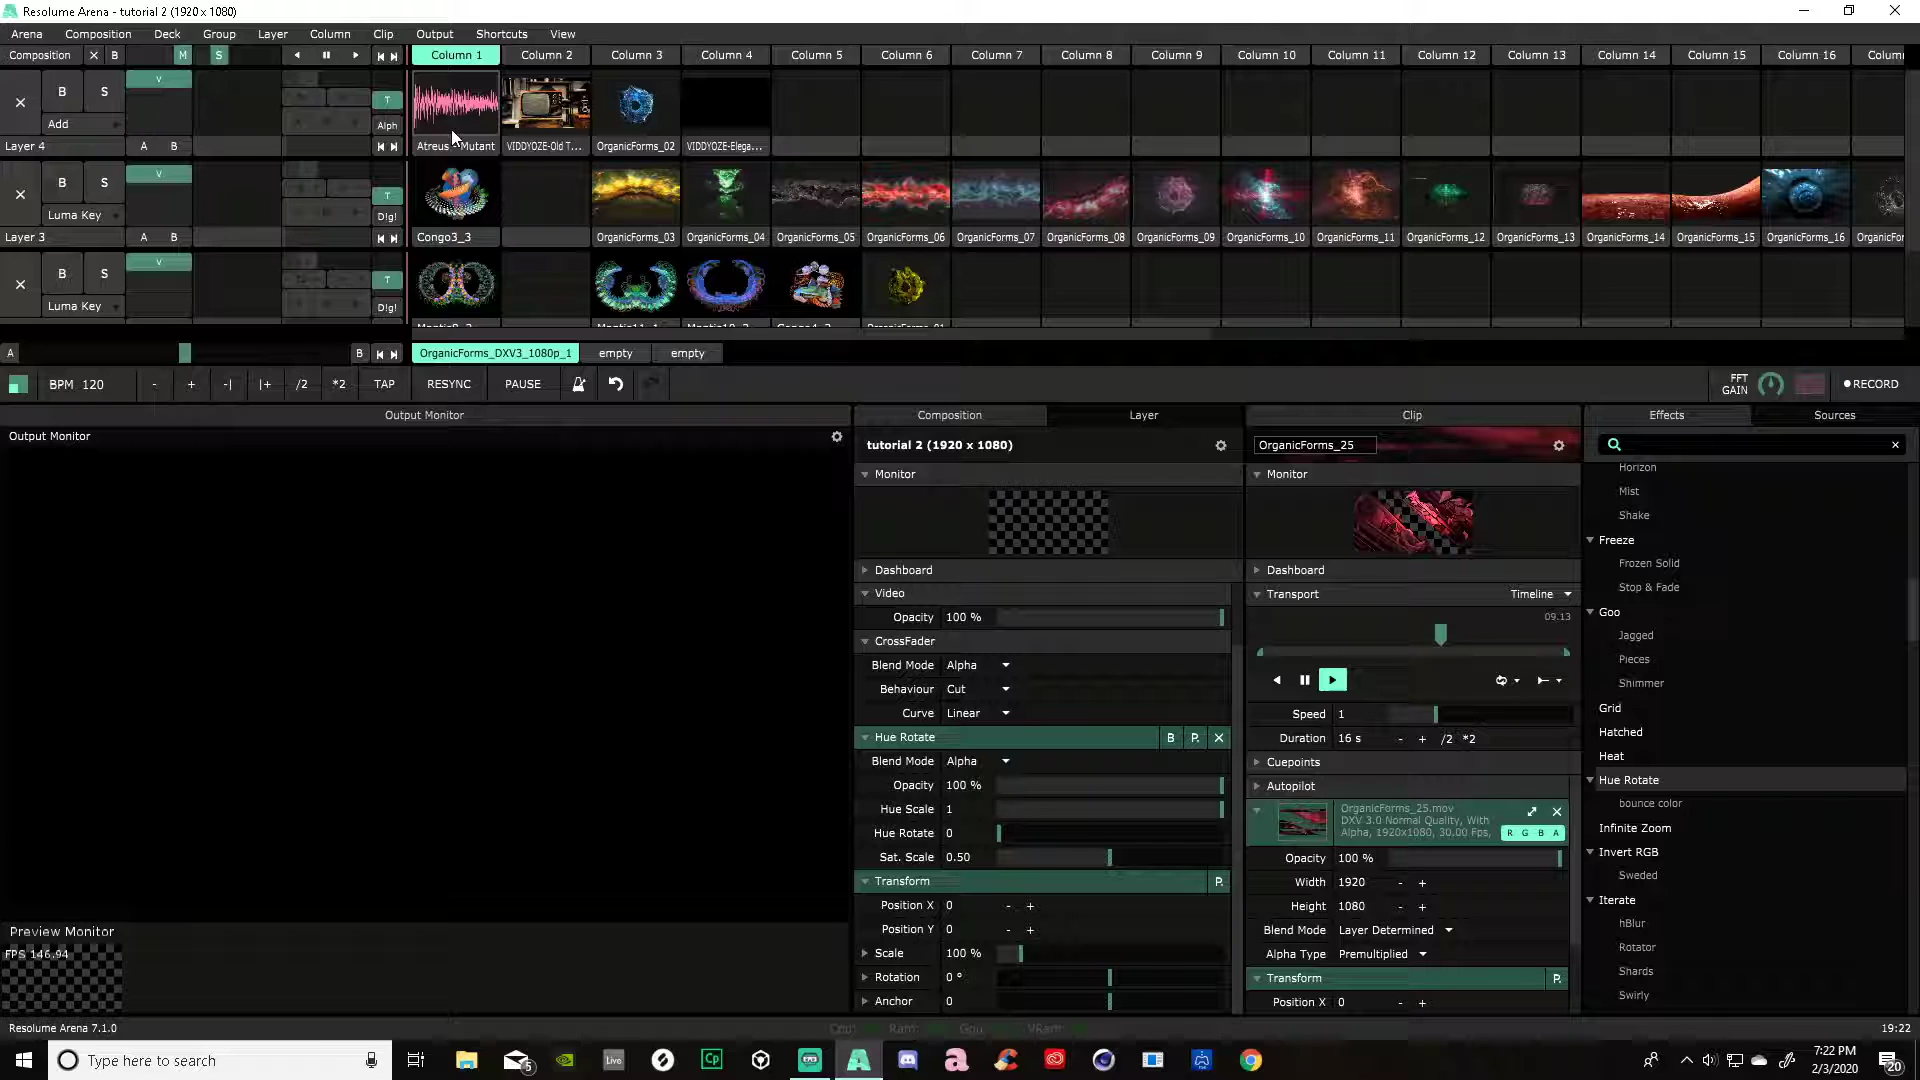 Resolume Arena - tutorial 2 (1920 x 1080)
Arena Composition Deck Group Layer Column Clip Output Shortcuts View
Composition X B M S Column 1 Column 2 Column 3 Column 4 Column 5 Column 6 Column 7 Column 8 Column 9 Column 10 Column 11 Column 12 Column 13 Column 14 Column 15 Column 16
B S V T
Add Alph
Layer 4 A B Atreus Mutant VIDDYOZE-Old T... OrganicForms_02 VIDDYOZE-Elega...
B S V T
Luma Key D!g!
Layer 3 A B Congo3_3 OrganicForms_03 OrganicForms_04 OrganicForms_05 OrganicForms_06 OrganicForms_07 OrganicForms_08 OrganicForms_09 OrganicForms_10 OrganicForms_11 OrganicForms_12 OrganicForms_13 OrganicForms_14 OrganicForms_15 OrganicForms_16 OrganicFor
B S V T
Luma Key D!g!
A B OrganicForms_DXV3_1080p_1 empty empty
BPM 120 - + -| |+ /2 *2 TAP RESYNC PAUSE FFT GAIN RECORD
Output Monitor Composition Layer Clip Effects Sources
Output Monitor
tutorial 2 (1920 x 1080)
Monitor
Dashboard
Video
Opacity 100 %
CrossFader
Blend Mode Alpha
Behaviour Cut
Curve Linear
Hue Rotate B P. X
Blend Mode Alpha
Opacity 100 %
Hue Scale 1
Hue Rotate 0
Sat. Scale 0.50
Transform P.
Position X 0 - +
Position Y 0 - +
Scale 100 %
Rotation 0 °
Anchor 0
OrganicForms_25
Monitor
Dashboard
Transport Timeline
09.13
Speed 1
Duration 16 s - + /2 *2
Cuepoints
Autopilot
OrganicForms_25.mov
DXV 3.0 Normal Quality, With
Alpha, 1920x1080, 30.00 Fps,
R G B A
Opacity 100 %
Width 1920 - +
Height 1080 - +
Blend Mode Layer Determined
Alpha Type Premultiplied
Transform P.
Position X 0 - +
Horizon
Mist
Shake
Freeze
Frozen Solid
Stop & Fade
Goo
Jagged
Pieces
Shimmer
Grid
Hatched
Heat
Hue Rotate
bounce color
Infinite Zoom
Invert RGB
Sweded
Iterate
hBlur
Rotator
Shards
Swirly
Preview Monitor
FPS 146.94
Resolume Arena 7.1.0 19:22
Type here to search 5 Live Cp 7:22 PM
2/3/2020 20